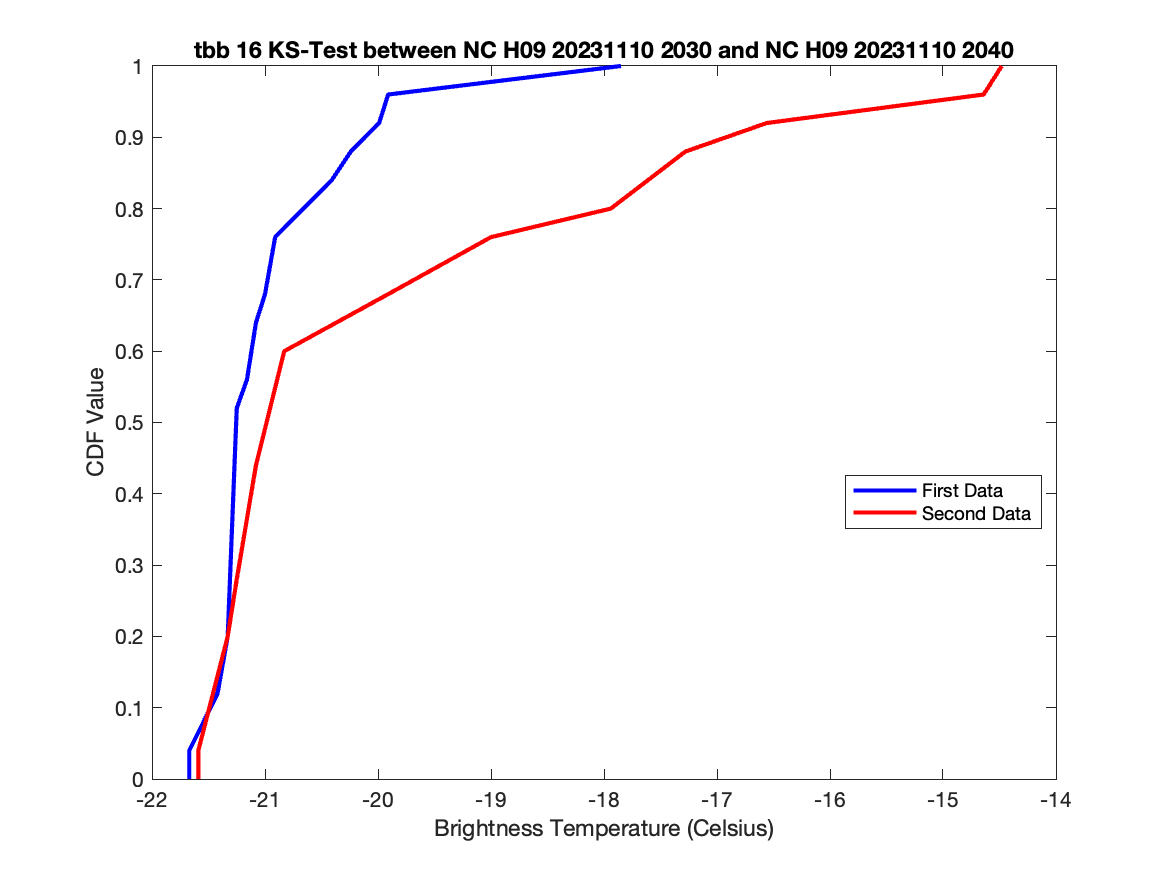 tbb 16 KS-Test between NC H09 20231110 2030 and NC H09 20231110 2040
1
0.9
0.8
0.7
0.6
0.5
0.4
0.3
0.2
0.1
0
CDF Value
First Data
Second Data
-22 -21 -20 -19 -18 -17 -16 -15 -14
Brightness Temperature (Celsius)